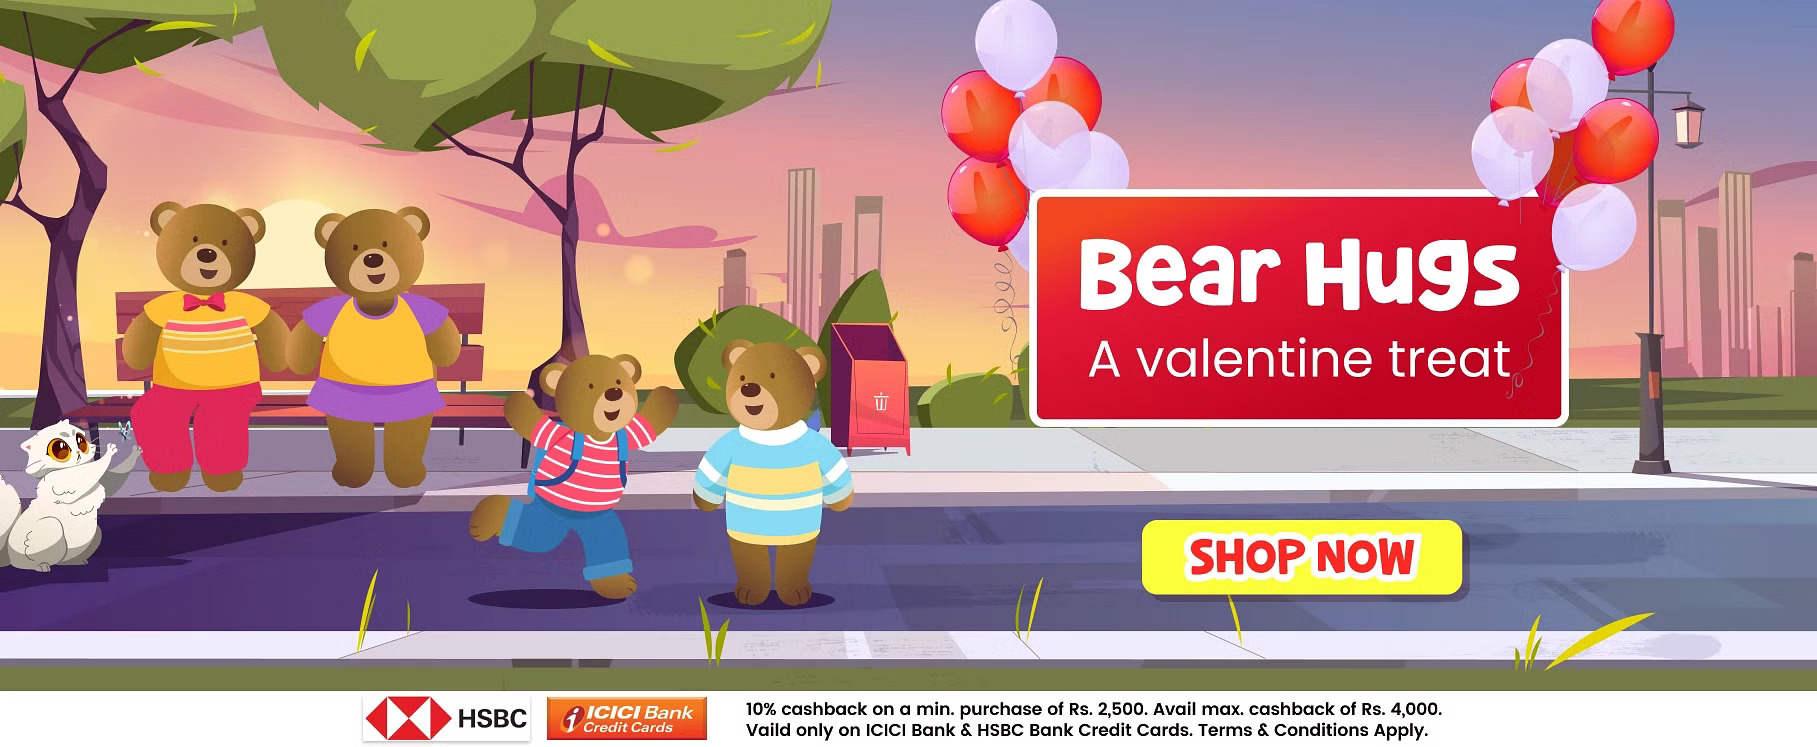 Bear Hugs
A valentine treat
SHOP NOW
HSBC
ICICI Bank
Credit Cards
10% cashback on a min. purchase of Rs. 2,500. Avail max. cashback of Rs. 4,000.
Vaild only on ICICI Bank & HSBC Bank Credit Cards. Terms & Conditions Apply.